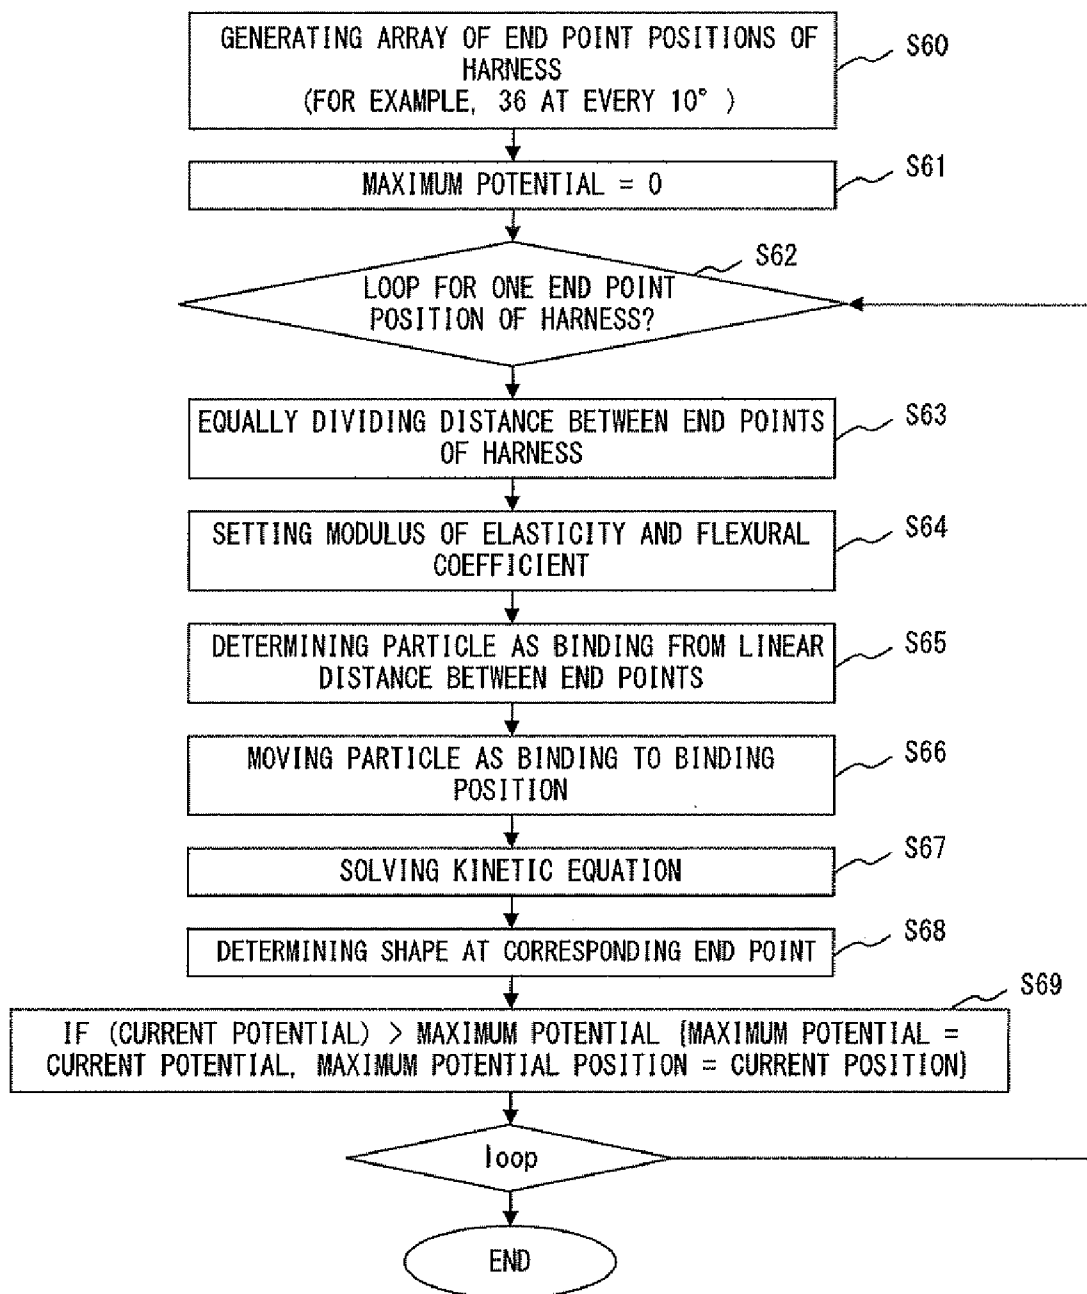 GENERATING ARRAY OF END POINT POSITIONS OF
HARNESS
(FOR EXAMPLE, 36 AT EVERY 10° )
S60
MAXIMUM POTENTIAL = 0
S61
S62
LOOP FOR ONE END POINT
POSITION OF HARNESS?
EQUALLY DIVIDING DISTANCE BETWEEN END POINTS
OF HARNESS
S63
SETTING MODULUS OF ELASTICITY AND FLEXURAL
COEFFICIENT
S64
DETERMINING PARTICLE AS BINDING FROM LINEAR
DISTANCE BETWEEN END POINTS
S65
MOVING PARTICLE AS BINDING TO BINDING
POSITION
S66
SOLVING KINETIC EQUATION
S67
DETERMINING SHAPE AT CORRESPONDING END POINT
S68
S69
IF (CURRENT POTENTIAL) > MAXIMUM POTENTIAL {MAXIMUM POTENTIAL =
CURRENT POTENTIAL, MAXIMUM POTENTIAL POSITION = CURRENT POSITION}
loop
END